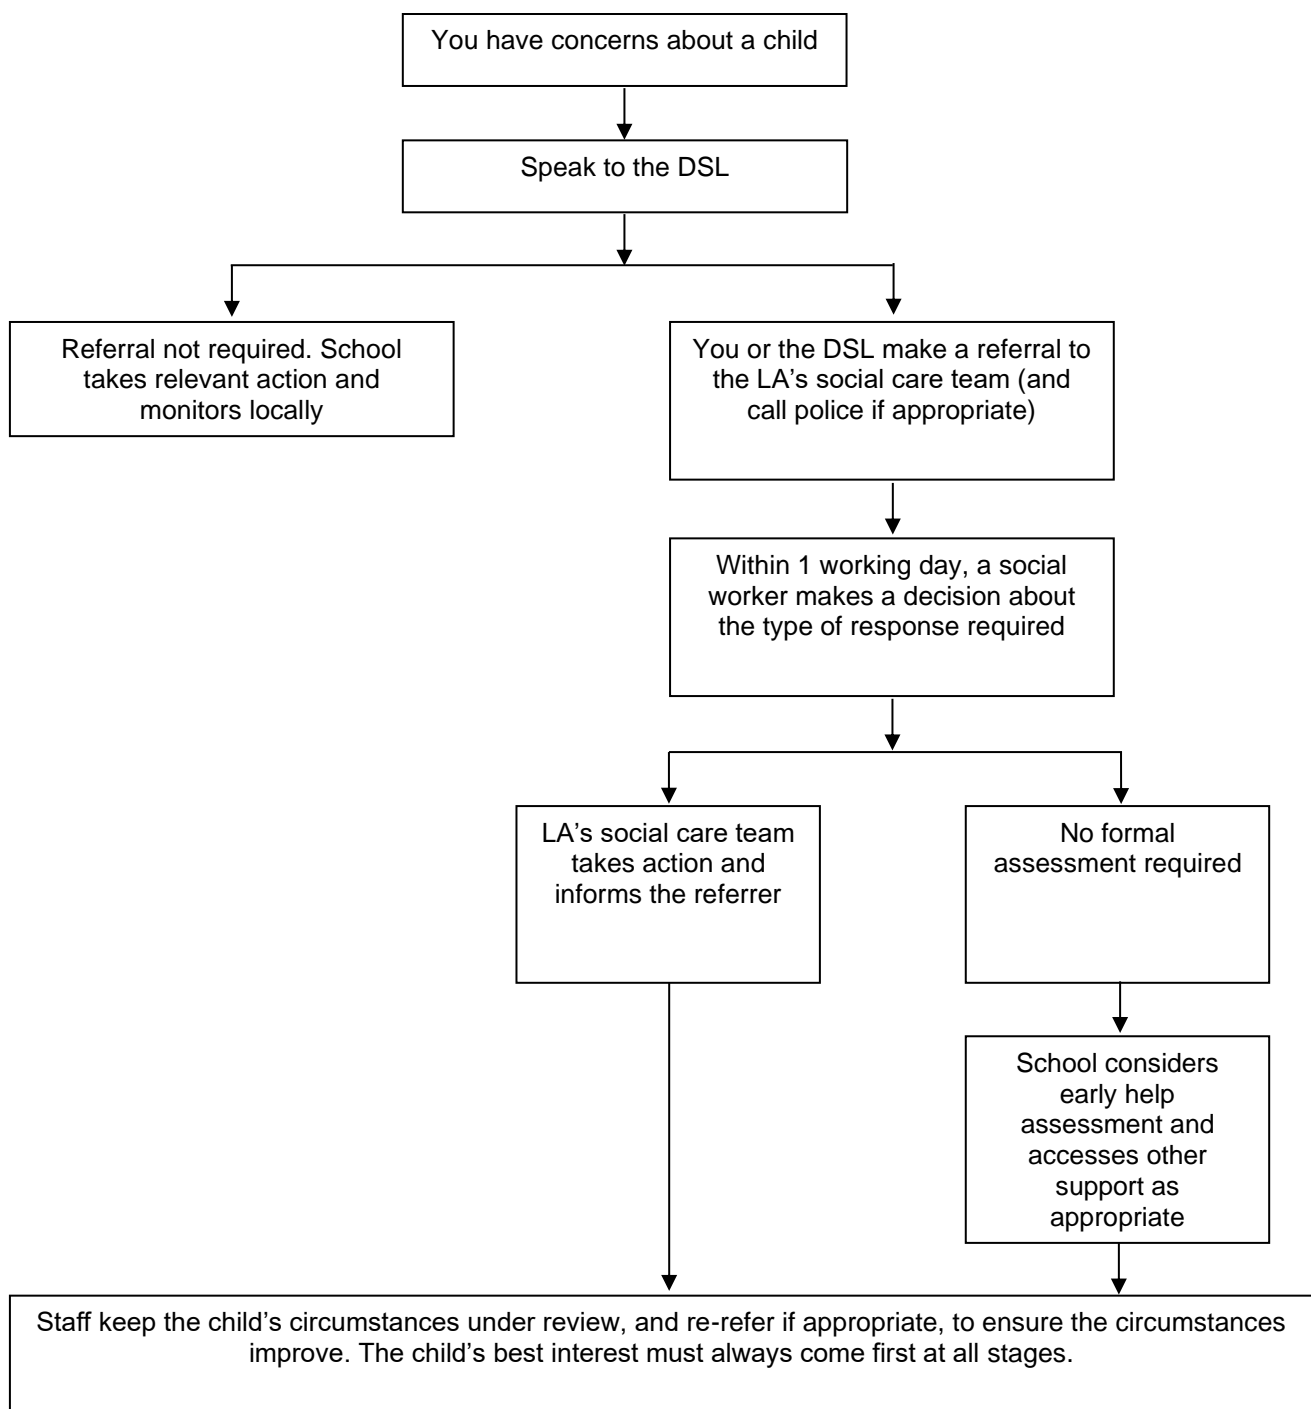 You have concerns about a child
Speak to the DSL
Referral not required. School
takes relevant action and
monitors locally
You or the DSL make a referral to
the LA’s social care team (and
call police if appropriate)
Within 1 working day, a social
worker makes a decision about
the type of response required
LA’s social care team
takes action and
informs the referrer
No formal
assessment required
School considers
early help
assessment and
accesses other
support as
appropriate
Staff keep the child’s circumstances under review, and re-refer if appropriate, to ensure the circumstances
improve. The child’s best interest must always come first at all stages.